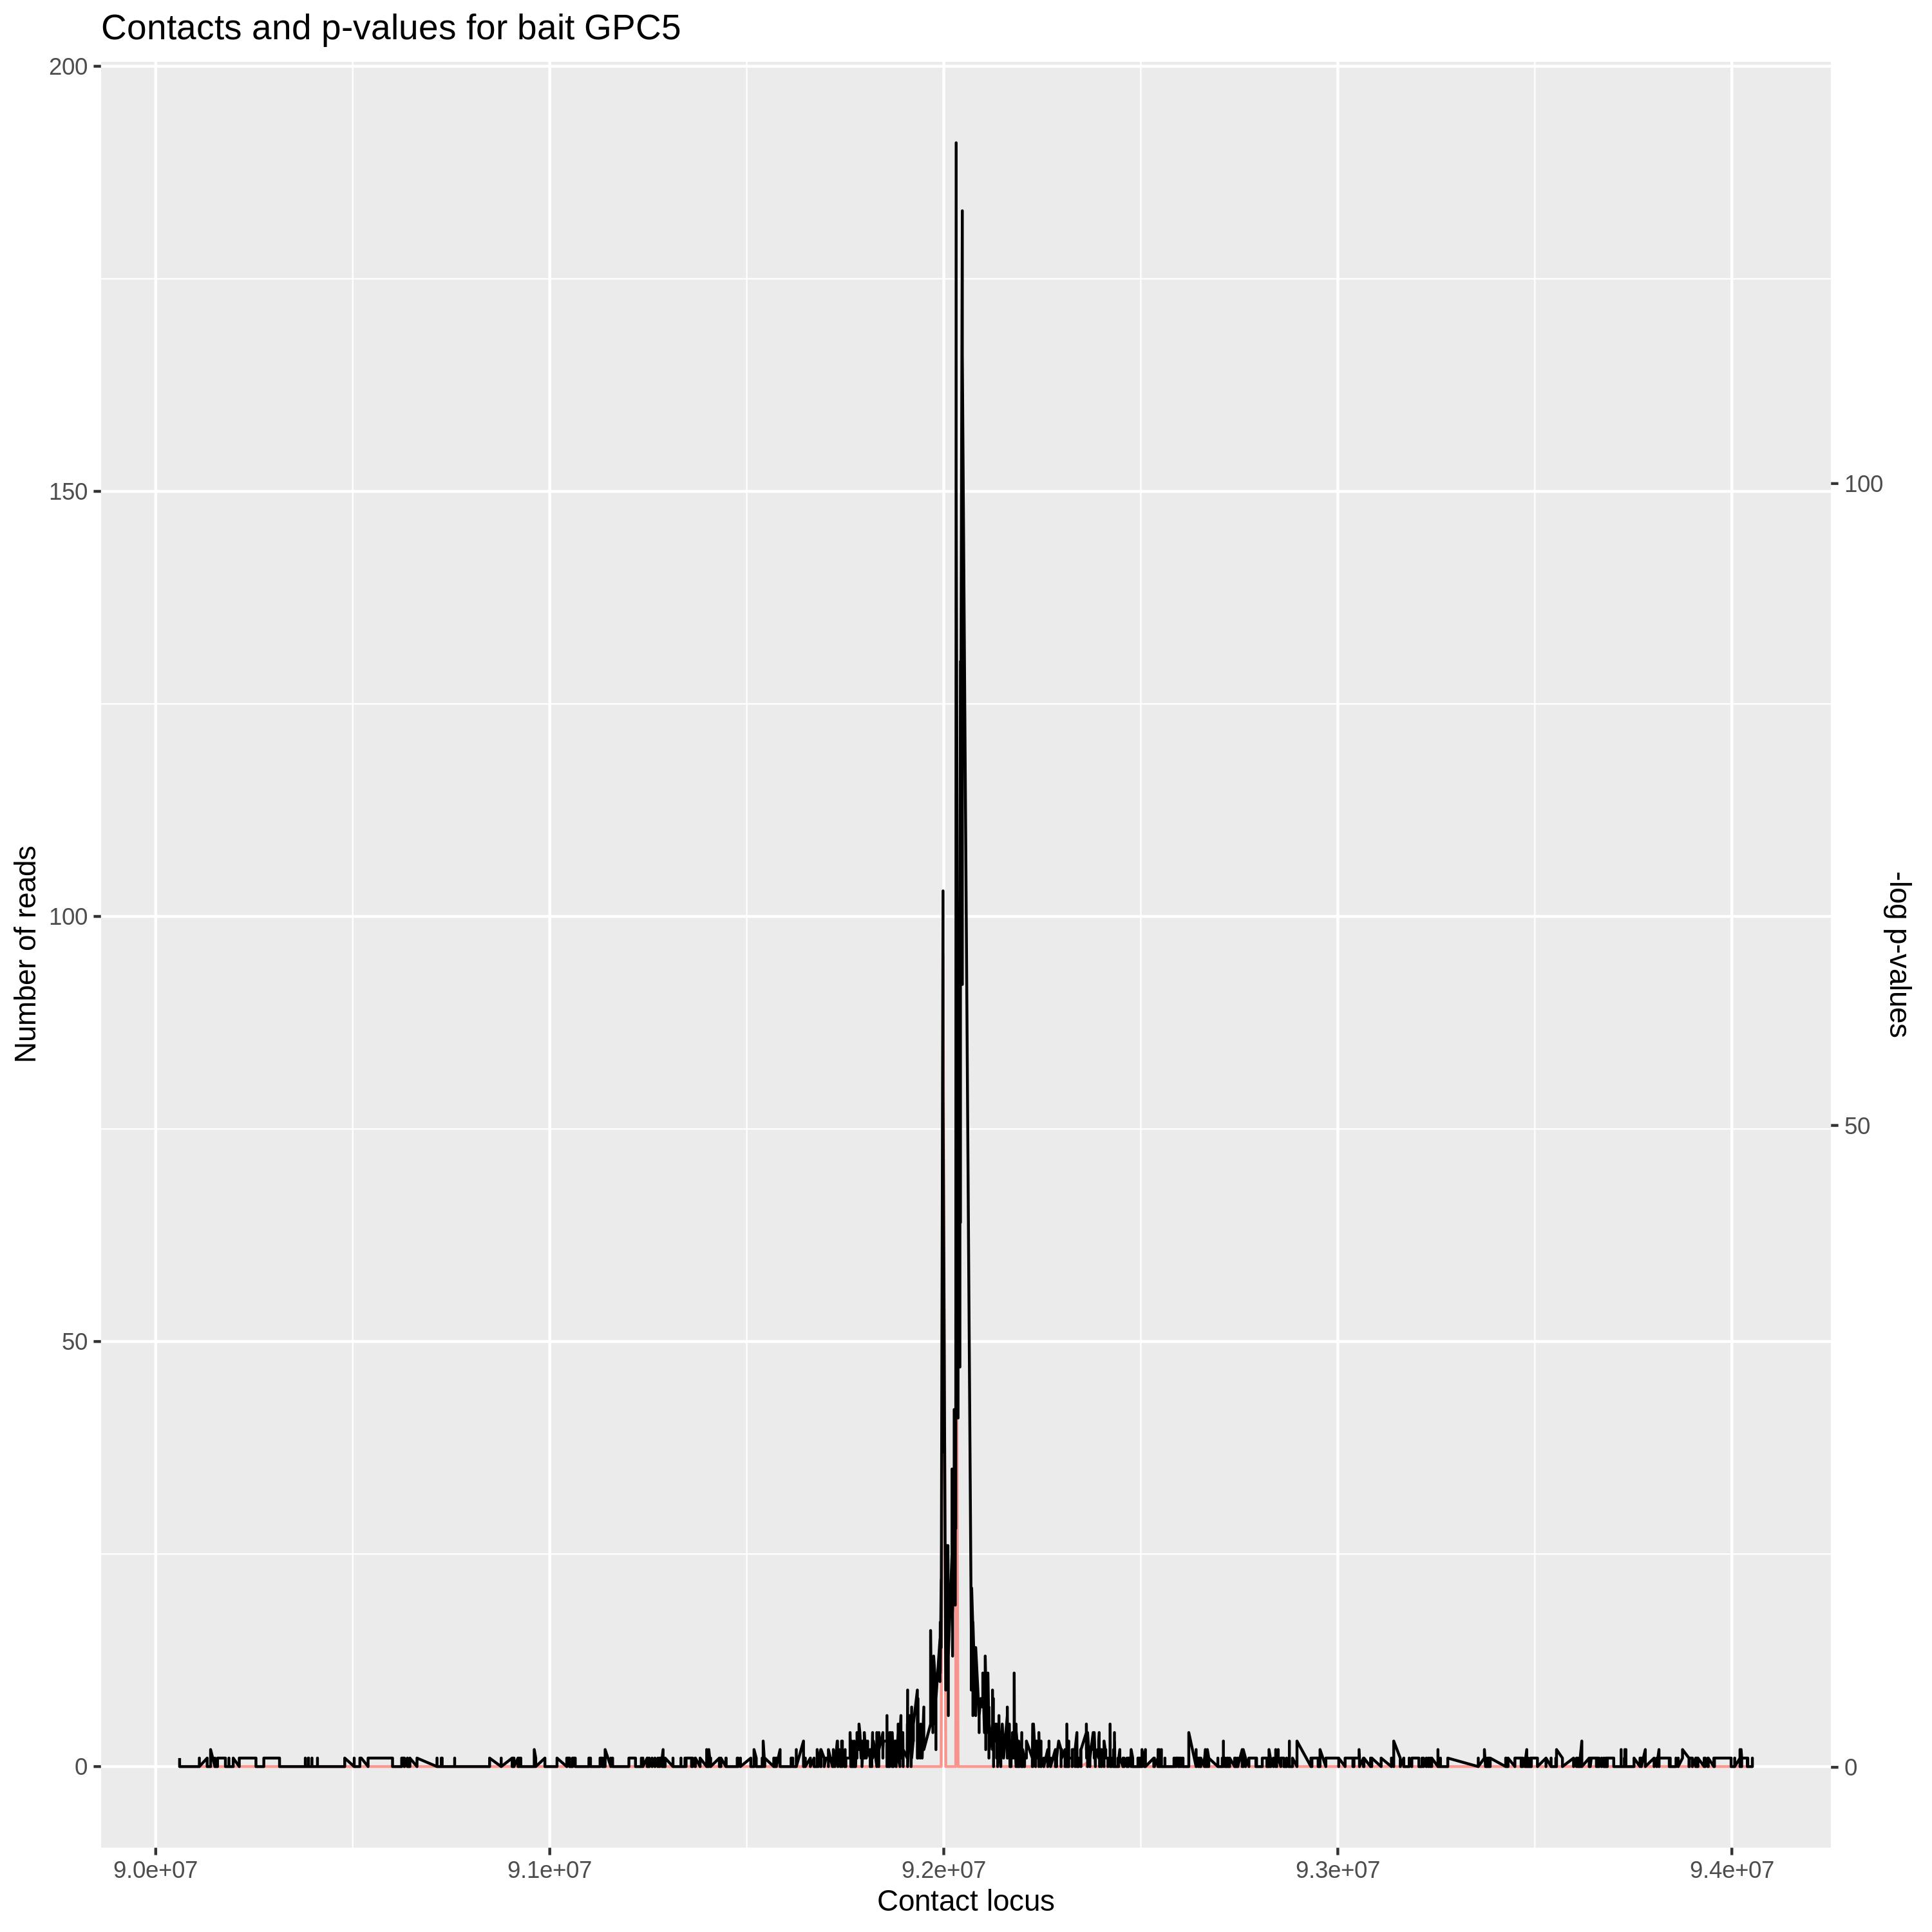 Contacts and p-values for bait GPC5
200
150
100
50
0
Number of reads
100
50
0
-log p-values
9.0e+07
9.1e+07
9.2e+07
9.3e+07
9.4e+07
Contact locus